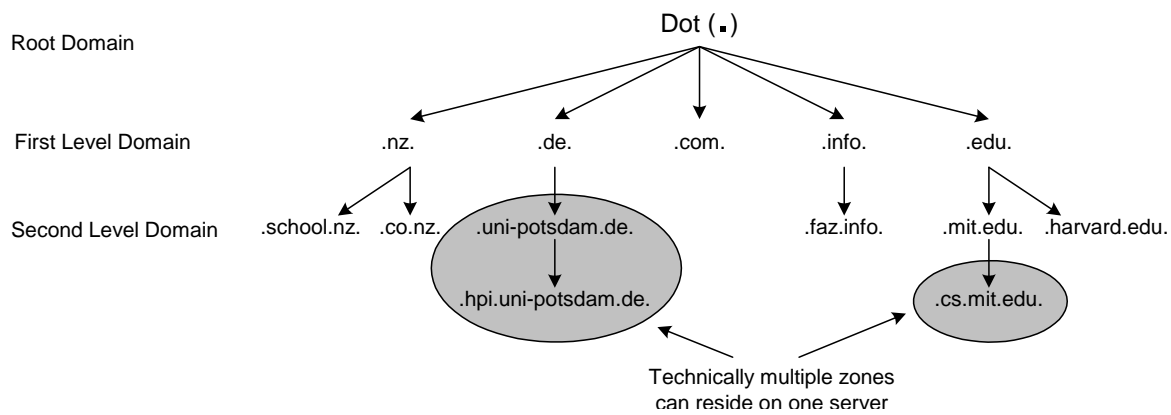 Dot (.)
Root Domain
First Level Domain
.nz.
.de.
.com.
.info.
.edu.
Second Level Domain
.school.nz.
.co.nz.
.uni-potsdam.de.
.faz.info.
.mit.edu.
.harvard.edu.
.hpi.uni-potsdam.de.
.cs.mit.edu.
Technically multiple zones
can reside on one server